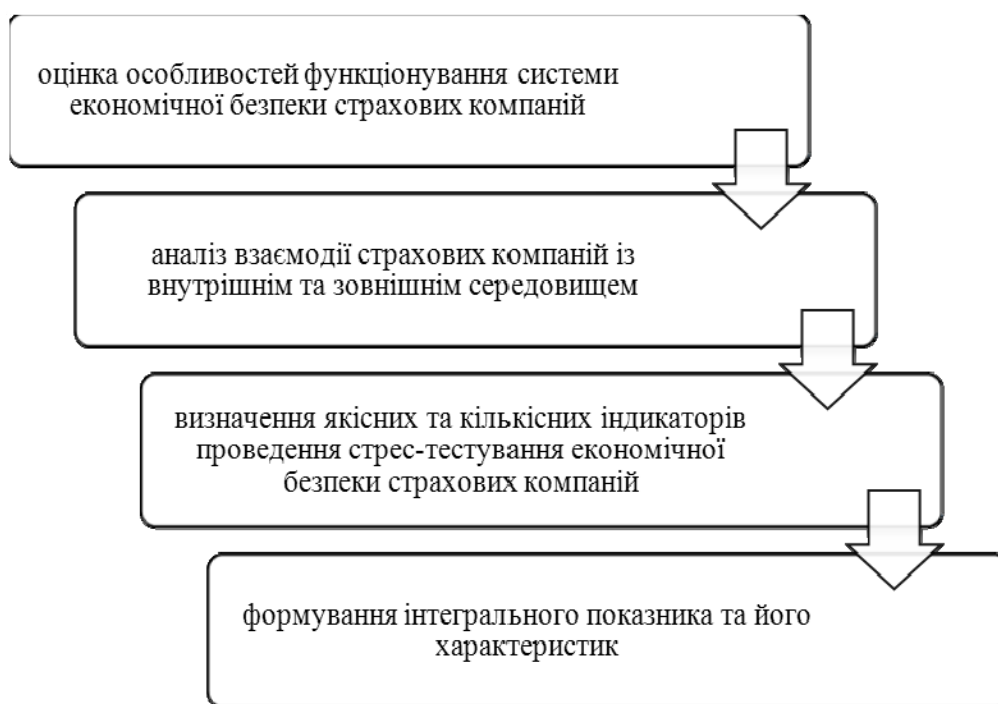 оцінка особливостей функціонування системи
економічної безпеки страхових компаній
аналіз взаємодії страхових компаній із
внутрішнім та зовнішнім середовищем
визначення якісних та кількісних індикаторів
проведення стрес-тестування економічної
безпеки страхових компаній
формування інтегрального показника та його
характеристик